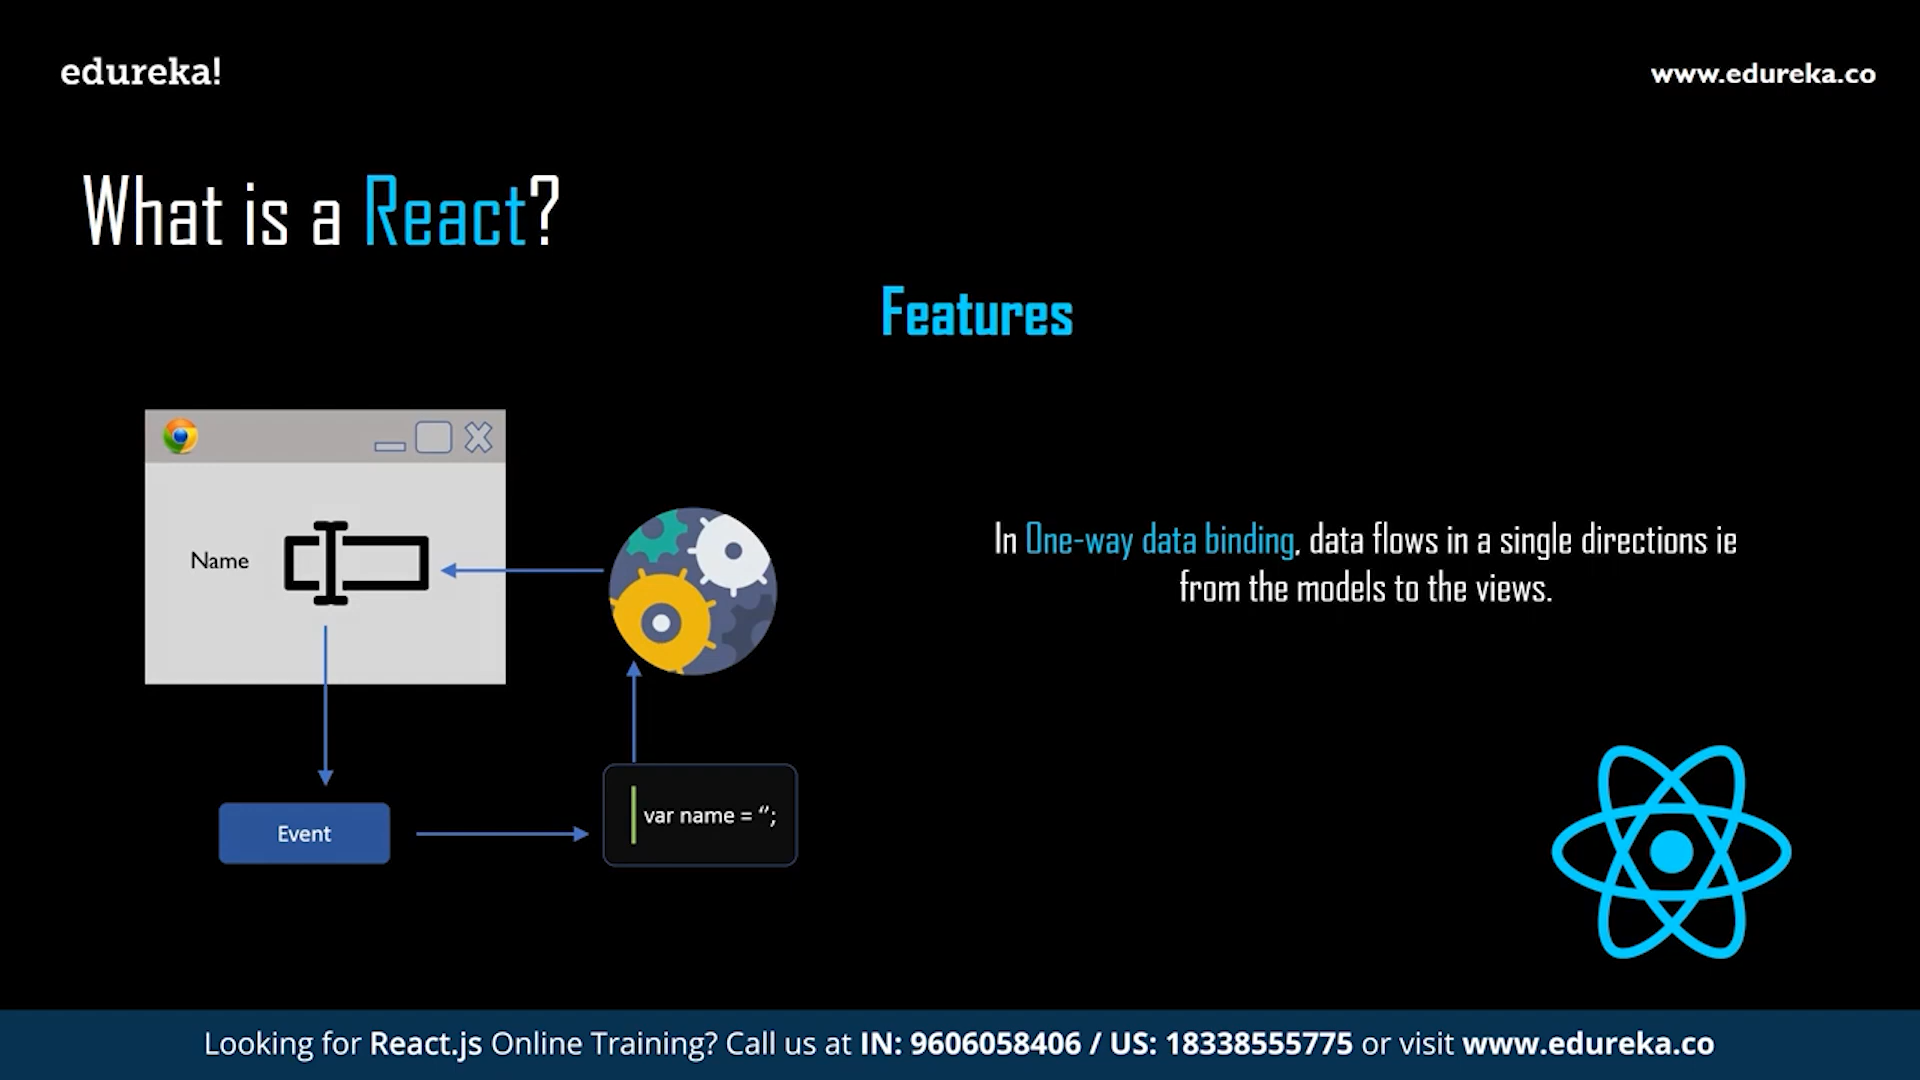 edureka!
www.edureka.co
What is a React?
Features
Name
In One-way data binding, data flows in a single directions ie
from the models to the views.
Event
var name = “”;
Looking for React.js Online Training? Call us at IN: 9606058406 / US: 18338555775 or visit www.edureka.co